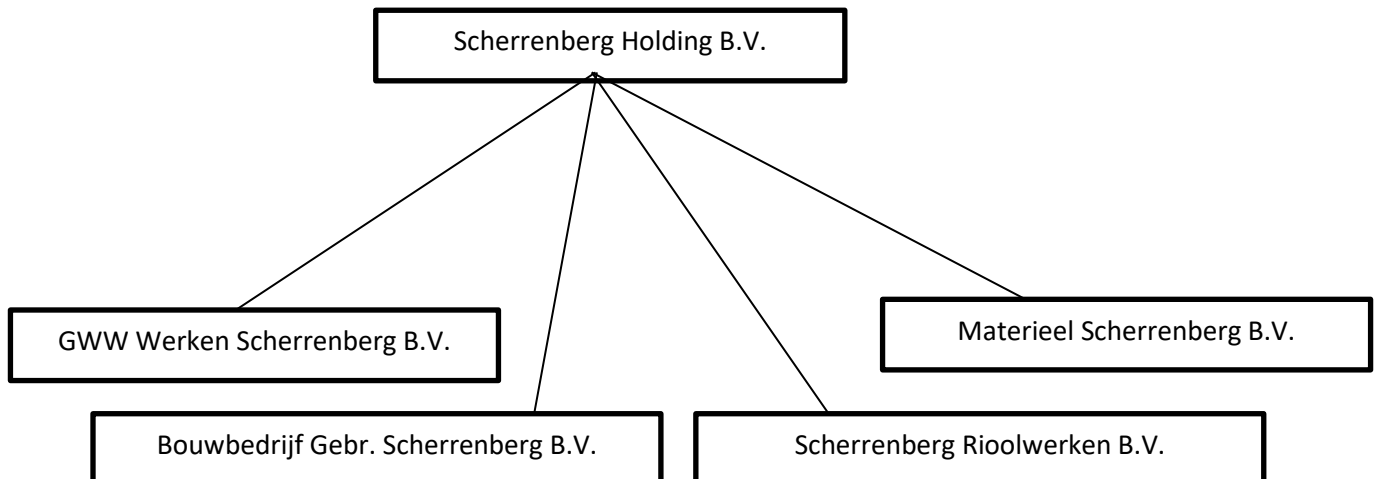 Scherrenberg Holding B.V.
GWW Werken Scherrenberg B.V.
Materieel Scherrenberg B.V.
Bouwbedrijf Gebr. Scherrenberg B.V.
Scherrenberg Rioolwerken B.V.